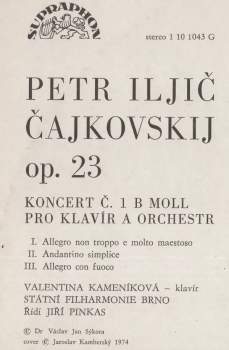 SUPRAPHON
stereo 1 10 1043 G
PETR ILJIČ
ČAJKOVSKIJ
op. 23
KONCERT Č. 1 B MOLL
PRO KLAVÍR A ORCHESTR
I. Allegro non troppo e molto maestoso
II. Andantino simplice
III. Allegro con fuoco
VALENTINA KAMENÍKOVÁ – klavír
STÁTNÍ FILHARMONIE BRNO
Řídí JIŘÍ PINKAS
© Dr Václav Jan Sýkora
cover © Jaroslav Kamberský 1974